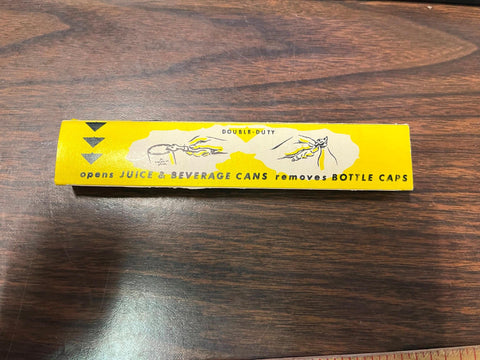 DOUBLE-DUTY
opens JUICE & BEVERAGE CANS removes BOTTLE CAPS